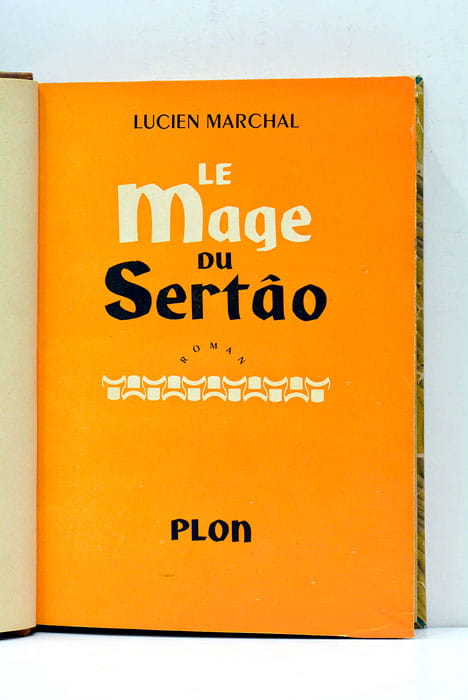 LUCIEN MARCHAL
LE
Mage
DU
Sertâo
ROMAN
PLON